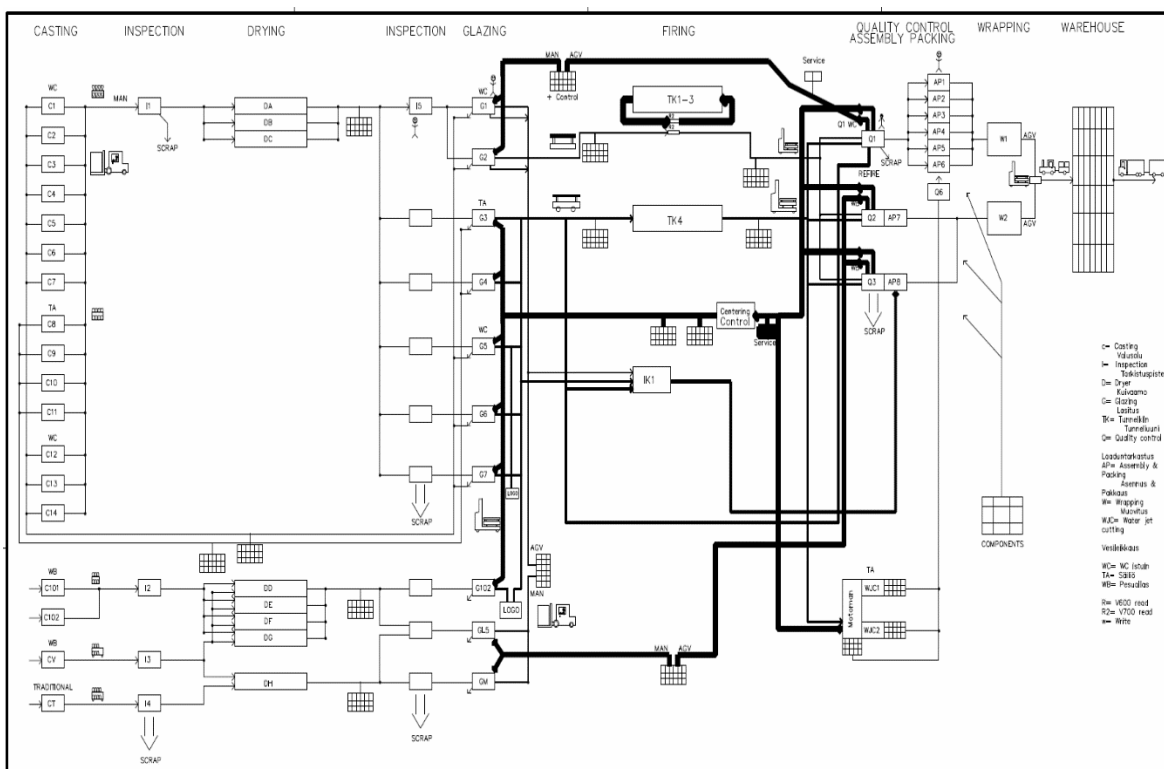 CASTING
INSPECTION
DRYING
INSPECTION
GLAZING
FIRING
QUALITY CONTROL
ASSEMBLY PACKING
WRAPPING
WAREHOUSE
WC
C1
C2
C3
C4
C5
C6
C7
TA
C8
C9
C10
C11
WC
C12
C13
C14
WB
C101
C102
WB
CV
TRADITIONAL
CT
MAN
I1
SCRAP
I2
I3
I4
SCRAP
DA
DB
DC
DD
DE
DF
DG
DH
I5
SCRAP
SCRAP
WC
G1
G2
TA
G3
G4
WC
G5
G6
G7
LOGO
G102
LOGO
GL5
GM
MAN
AGV
+ Control
TK1-3
TK4
Centering
Control
Service
IK1
AGV
MAN
MAN
AGV
Service
Q1 WC
Q1
SCRAP
REFIRE
WB
Q2
AP7
WB
Q3
AP8
SCRAP
AP1
AP2
AP3
AP4
AP5
AP6
Q6
TA
Motorman
WJC1
WJC2
W1
AGV
W2
AGV
COMPONENTS
c= Casting
Valusalu
I= Inspection
Tarkistuspiste
D= Dryer
Kuivaamo
G= Glazing
Lasitus
TK= Tunnelkiln
Tunneliuuni
Q= Quality control
Laaduntarkastus
AP= Assembly &
Packing
Asennus &
Pakkaus
W= Wrapping
Muovitus
WJC= Water jet
cutting
Vesileikkaus
WC= WC istuin
TA= Säiliö
WB= Pesuallas
R= V600 read
R2= V700 read
= Write